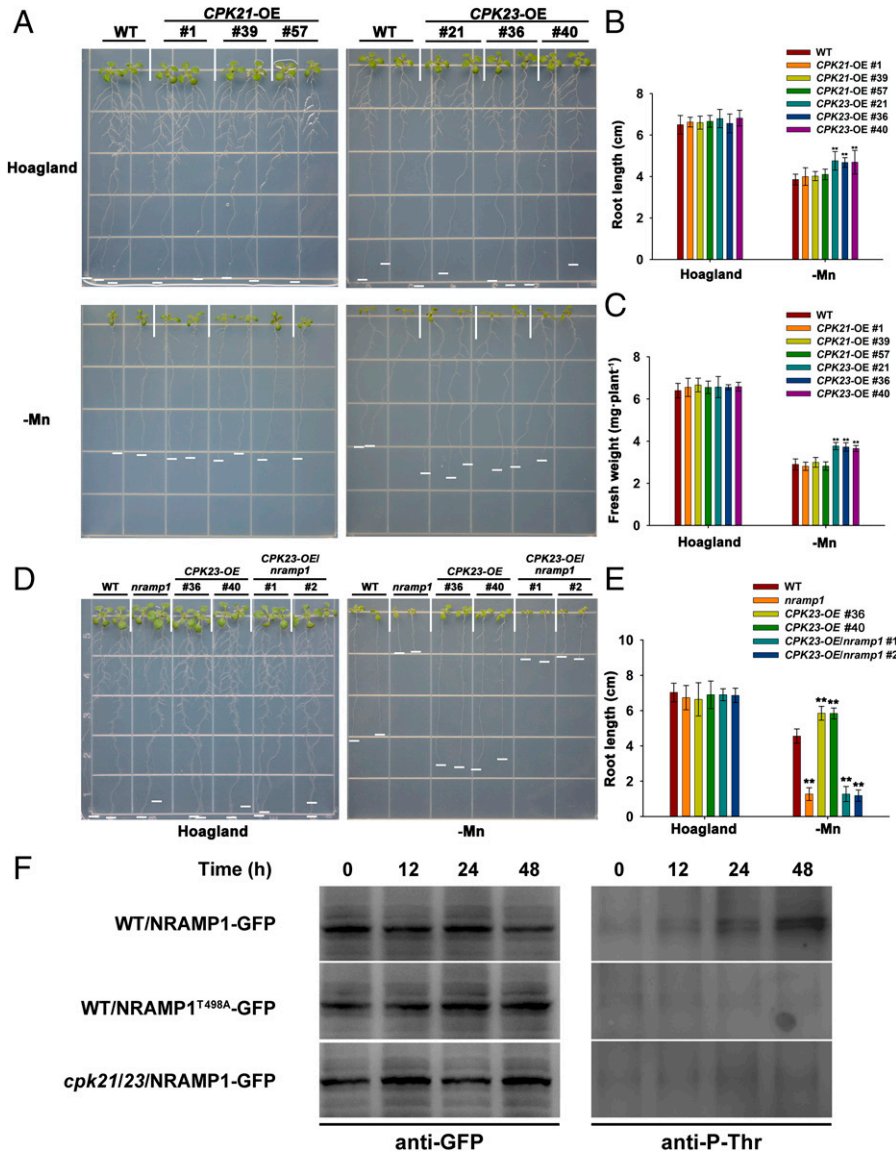 A
CPK21-OE
WT #1 #39 #57
CPK23-OE
WT #21 #36 #40
Hoagland
-Mn
B
WT
CPK21-OE #1
CPK21-OE #39
CPK21-OE #57
CPK23-OE #21
CPK23-OE #36
CPK23-OE #40
Root length (cm)
8
6
4
2
0
** ** **
Hoagland -Mn
C
WT
CPK21-OE #1
CPK21-OE #39
CPK21-OE #57
CPK23-OE #21
CPK23-OE #36
CPK23-OE #40
Fresh weight (mg·plant⁻¹)
8
6
4
2
0
** ** **
Hoagland -Mn
D
CPK23-OE CPK23-OE/
nramp1
WT nramp1 #36 #40 #1 #2
CPK23-OE CPK23-OE/
nramp1
WT nramp1 #36 #40 #1 #2
5
4
3
2
1
Hoagland -Mn
E
WT
nramp1
CPK23-OE #36
CPK23-OE #40
CPK23-OE/nramp1 #1
CPK23-OE/nramp1 #2
Root length (cm)
10
8
6
4
2
0
** ** ** ** **
Hoagland -Mn
F
Time (h) 0 12 24 48 0 12 24 48
WT/NRAMP1-GFP
WT/NRAMP1ᵀ⁴⁹⁸ᴬ-GFP
cpk21/23/NRAMP1-GFP
anti-GFP anti-P-Thr